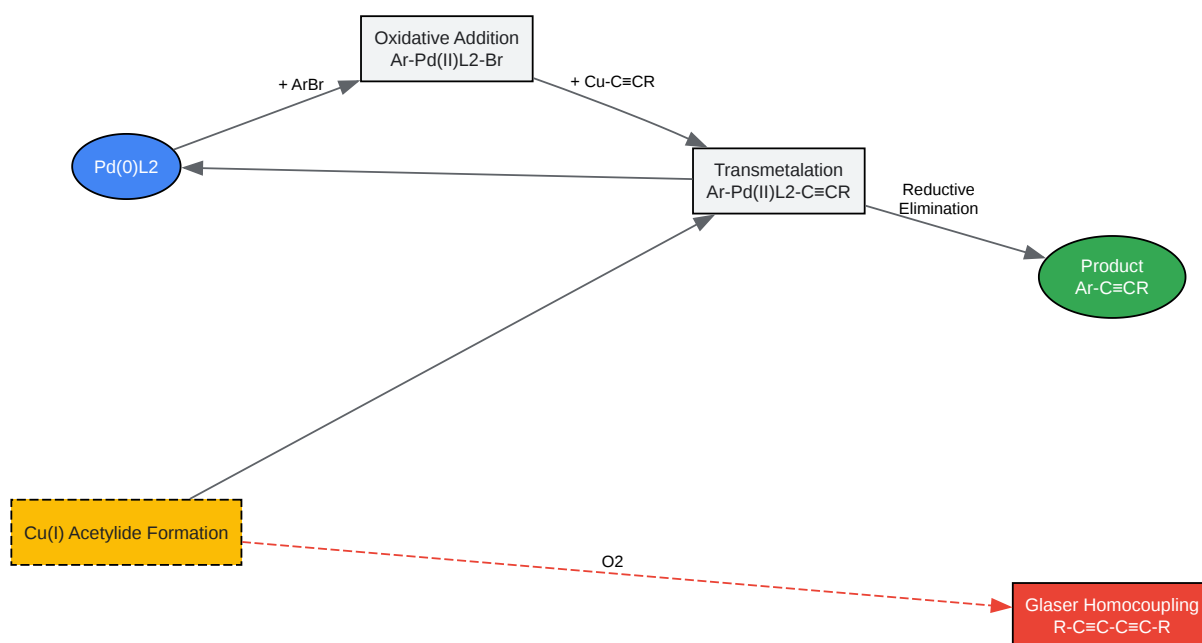 Oxidative Addition
Ar-Pd(II)L2-Br
+ ArBr
+ Cu-C≡CR
Pd(0)L2
Transmetalation
Ar-Pd(II)L2-C≡CR
Reductive
Elimination
Product
Ar-C≡CR
Cu(I) Acetylide Formation
O2
Glaser Homocoupling
R-C≡C-C≡C-R